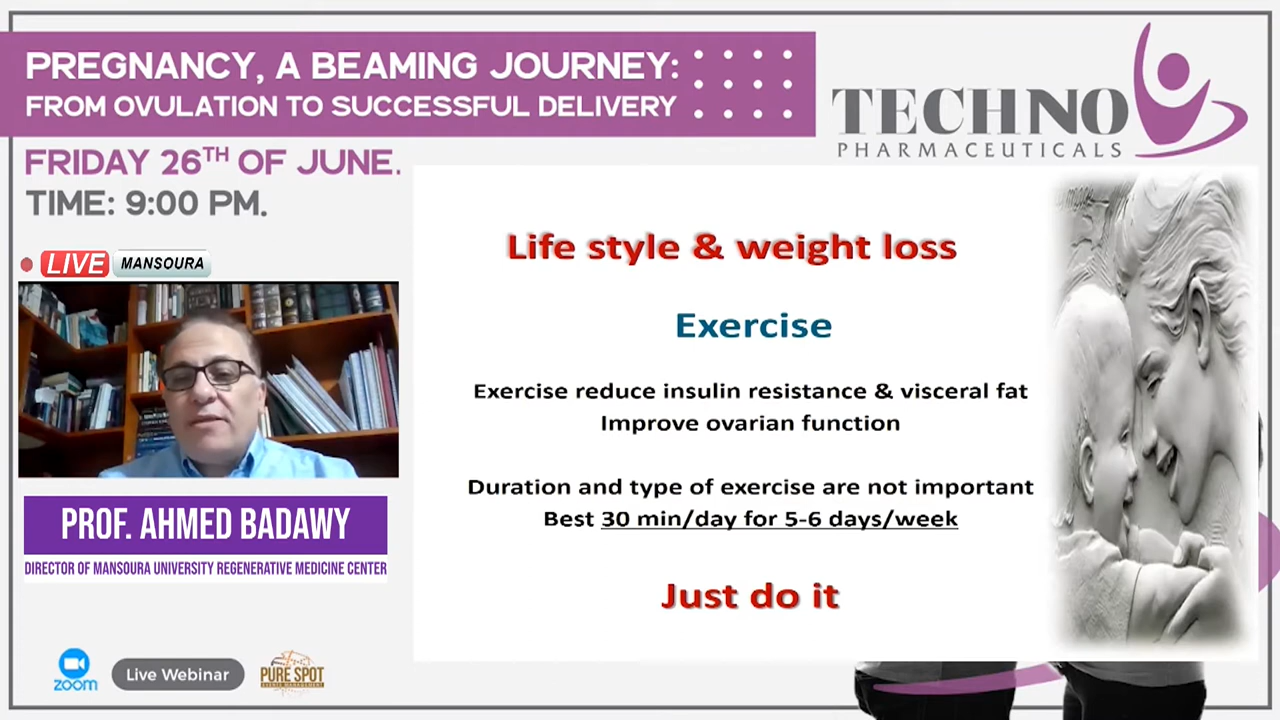 PREGNANCY, A BEAMING JOURNEY:
FROM OVULATION TO SUCCESSFUL DELIVERY
TECHNO
PHARMACEUTICALS
FRIDAY 26TH OF JUNE.
TIME: 9:00 PM.
LIVE MANSOURA
Life style & weight loss
Exercise
Exercise reduce insulin resistance & visceral fat
Improve ovarian function
Duration and type of exercise are not important
Best 30 min/day for 5-6 days/week
Just do it
PROF. AHMED BADAWY
DIRECTOR OF MANSOURA UNIVERSITY REGENERATIVE MEDICINE CENTER
zoom
Live Webinar
PURE SPOT
EVENTS MANAGEMENT